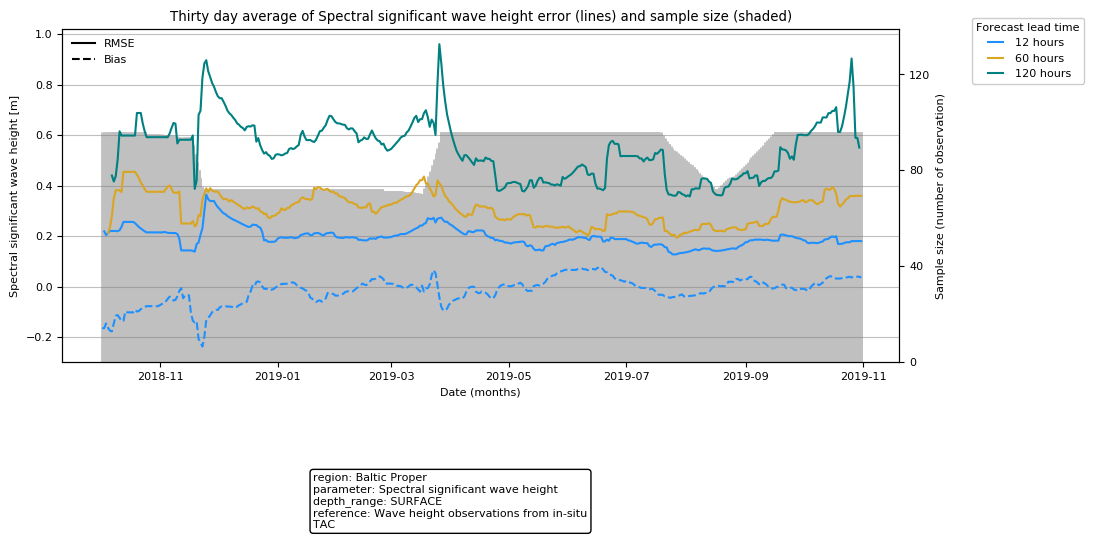 Thirty day average of Spectral significant wave height error (lines) and sample size (shaded)
Forecast lead time
12 hours
60 hours
120 hours
RMSE
Bias
Spectral significant wave height [m]
1.0
0.8
0.6
0.4
0.2
0.0
−0.2
Sample size (number of observation)
120
80
40
0
2018-11
2019-01
2019-03
2019-05
2019-07
2019-09
2019-11
Date (months)
region: Baltic Proper
parameter: Spectral significant wave height
depth_range: SURFACE
reference: Wave height observations from in-situ
TAC